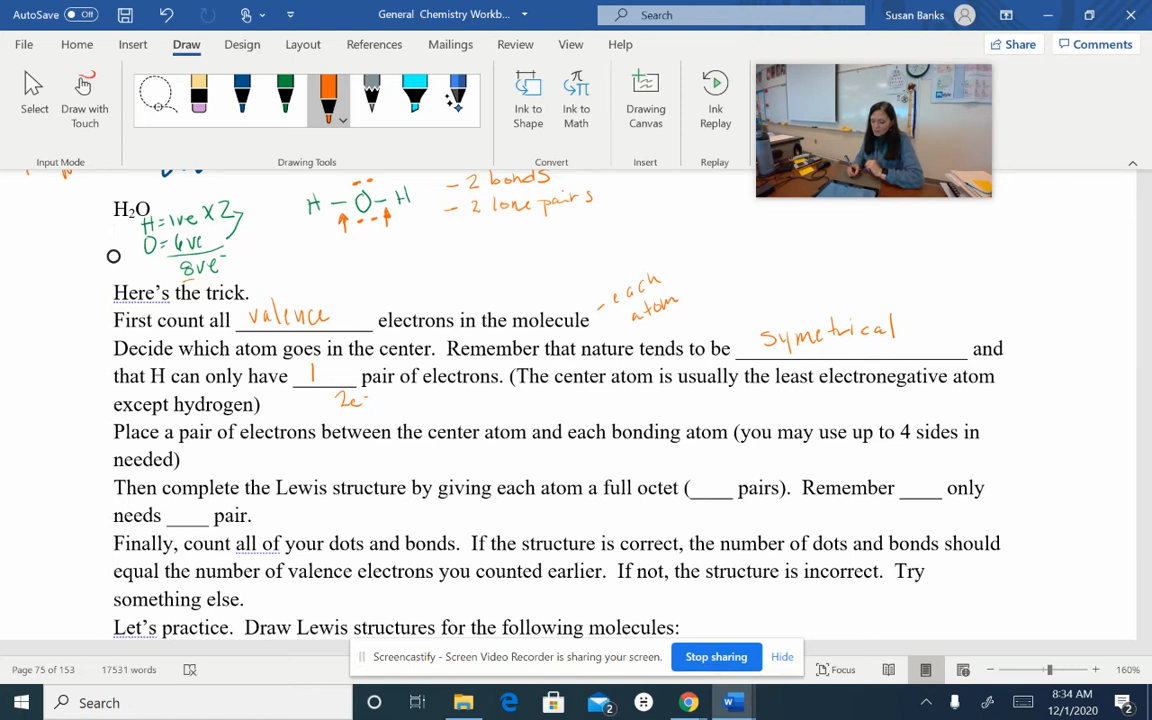 AutoSave Off
General Chemistry Workb...
Search
Susan Banks
File Home Insert Draw Design Layout References Mailings Review View Help
Share Comments
Select
Draw with Touch
Ink to Shape
Ink to Math
Drawing Canvas
Ink Replay
Input Mode
Drawing Tools
Convert
Insert
Replay
- 2 bonds
H - O - H
- 2 lone pairs
H2O
H = 1ve x 2
O = 6ve
8ve-
Here's the trick.
- each atom
First count all valence electrons in the molecule
Decide which atom goes in the center. Remember that nature tends to be symetrical and
that H can only have 1 pair of electrons. (The center atom is usually the least electronegative atom
2e-
except hydrogen)
Place a pair of electrons between the center atom and each bonding atom (you may use up to 4 sides in
needed)
Then complete the Lewis structure by giving each atom a full octet (____ pairs). Remember ____ only
needs ____ pair.
Finally, count all of your dots and bonds. If the structure is correct, the number of dots and bonds should
equal the number of valence electrons you counted earlier. If not, the structure is incorrect. Try
something else.
Let's practice. Draw Lewis structures for the following molecules:
Screencastify - Screen Video Recorder is sharing your screen.
Stop sharing
Hide
Page 75 of 153
17531 words
Focus
160%
Search
2
8:34 AM
12/1/2020
2